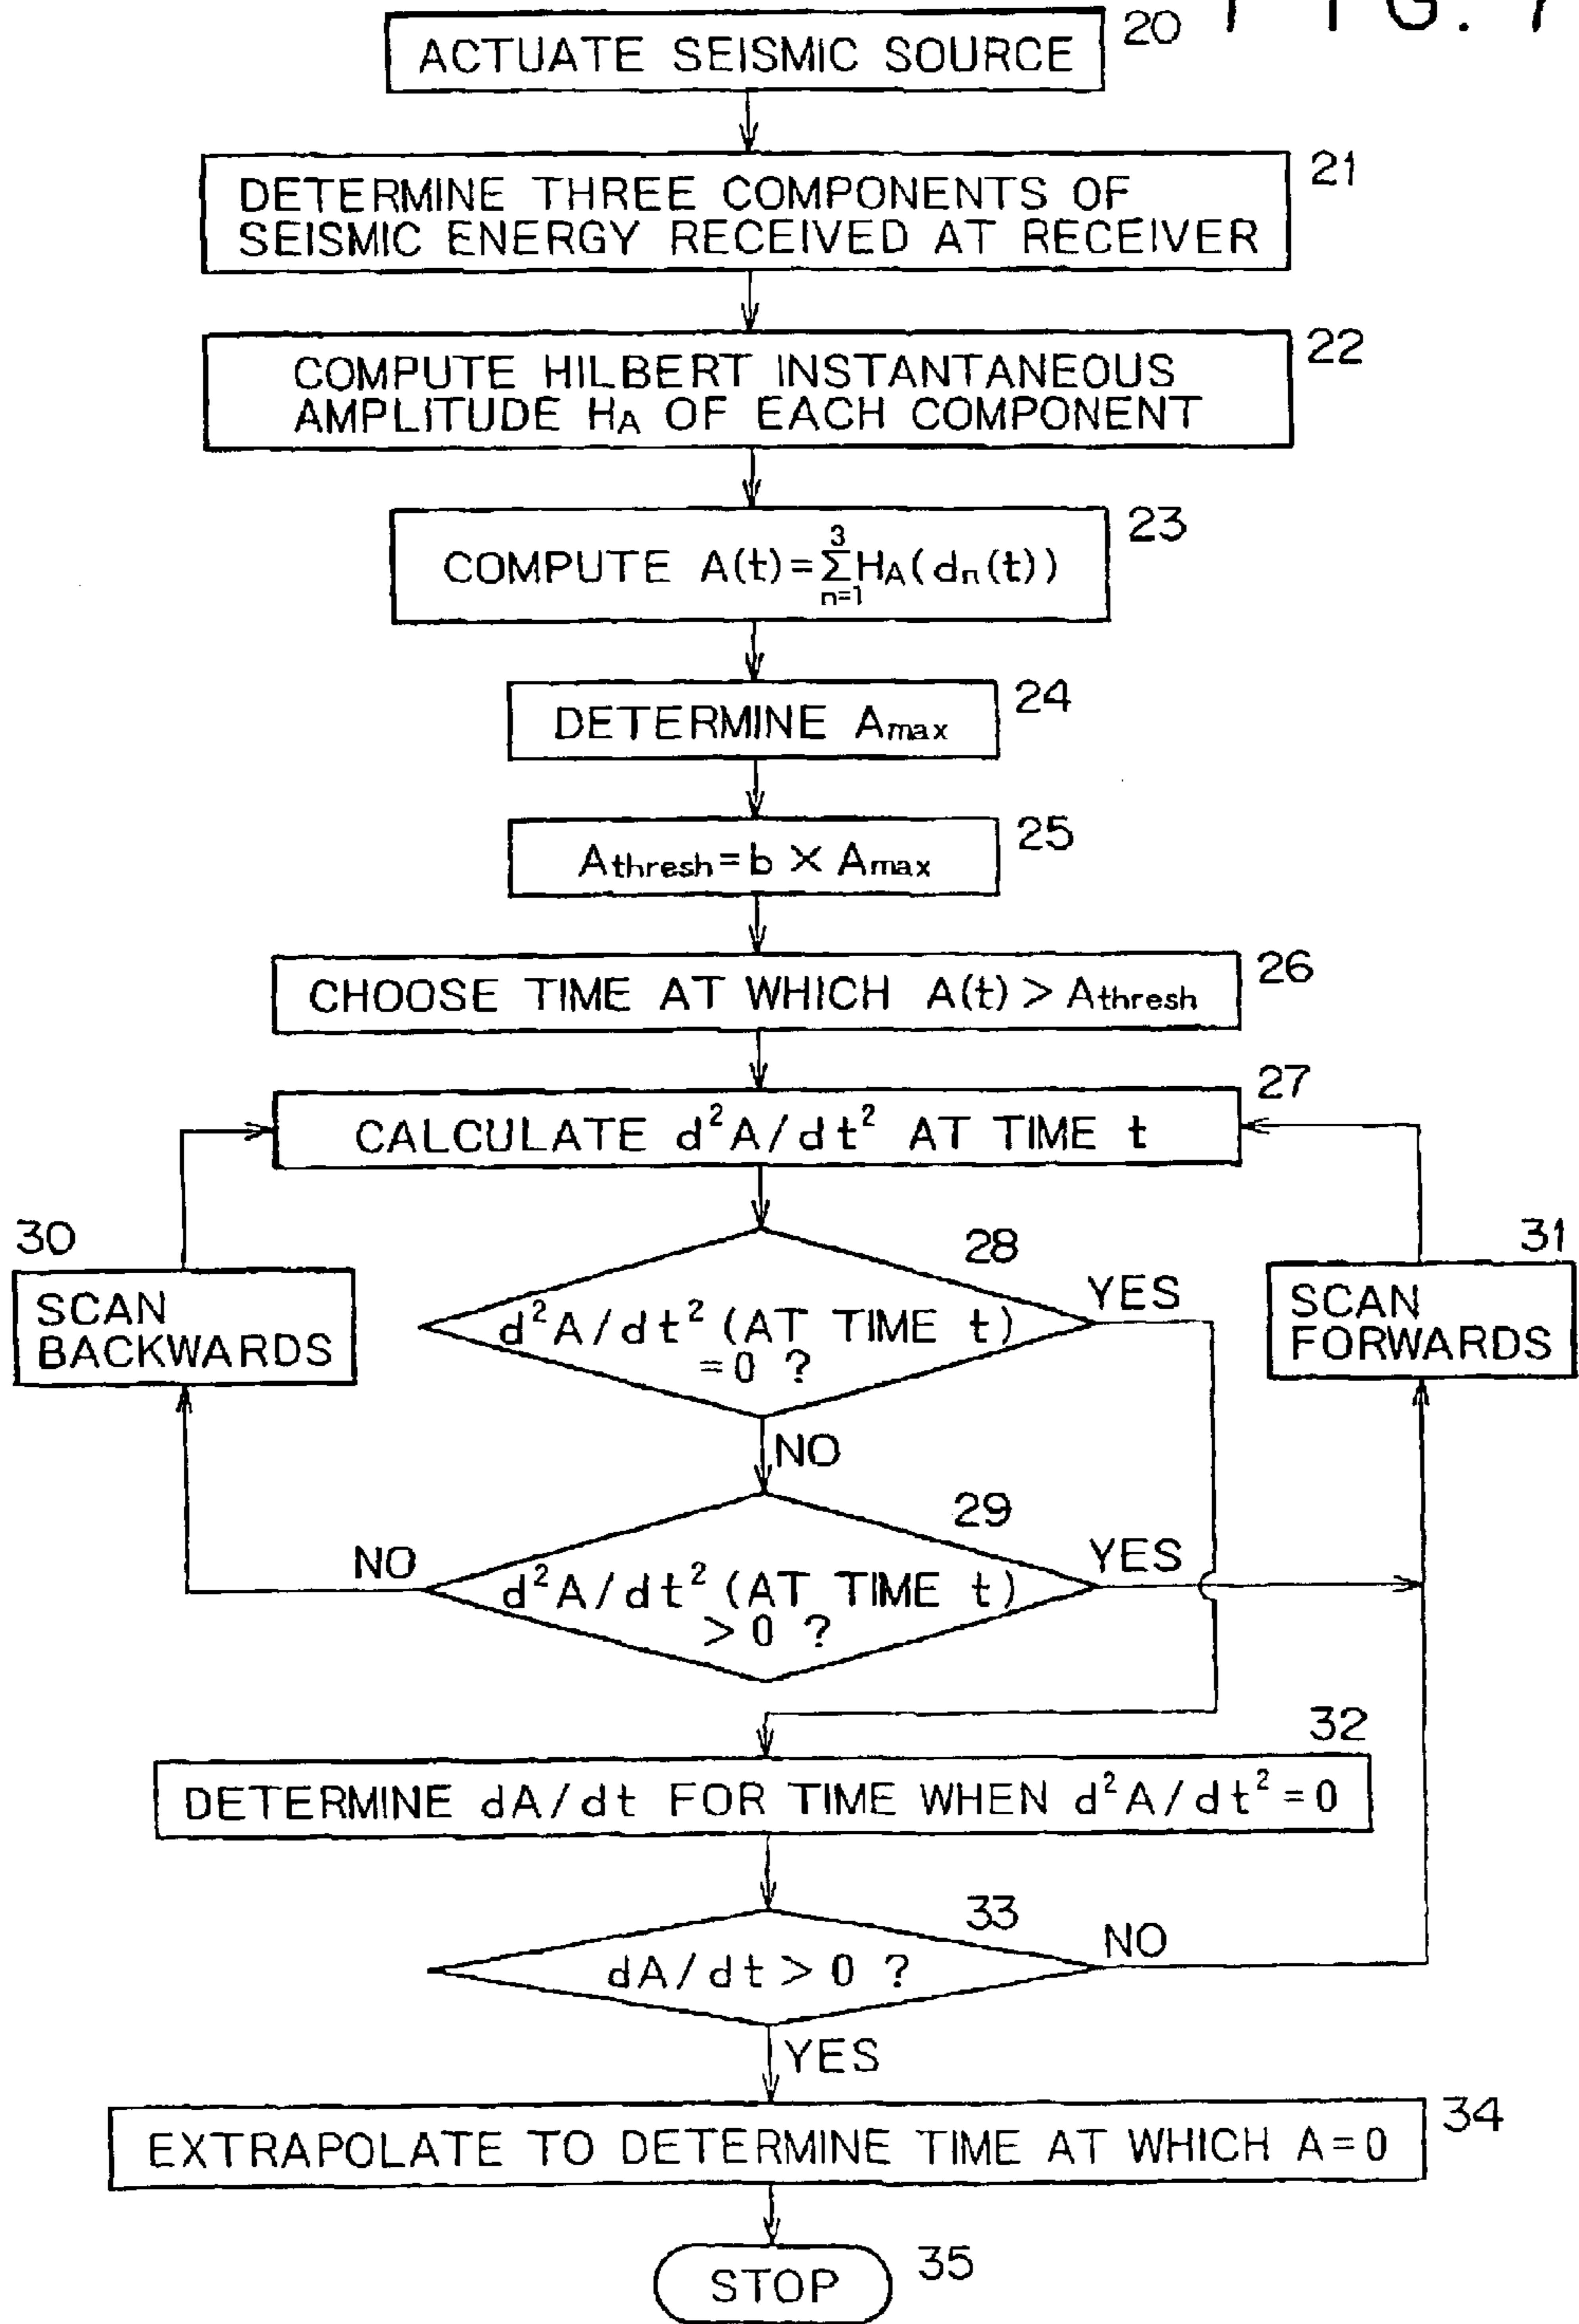 FIG. 7
ACTUATE SEISMIC SOURCE
20
DETERMINE THREE COMPONENTS OF
SEISMIC ENERGY RECEIVED AT RECEIVER
21
COMPUTE HILBERT INSTANTANEOUS
AMPLITUDE HA OF EACH COMPONENT
22
COMPUTE A(t)=∑³ₙ₌₁HA(dn(t))
23
DETERMINE Amax
24
Athresh=b × Amax
25
CHOOSE TIME AT WHICH A(t) > Athresh
26
CALCULATE d²A/dt² AT TIME t
27
30
SCAN
BACKWARDS
28
d²A/dt² (AT TIME t)
=0 ?
YES
31
SCAN
FORWARDS
NO
29
NO
d²A/dt² (AT TIME t)
>0 ?
YES
32
DETERMINE dA/dt FOR TIME WHEN d²A/dt²=0
33
dA/dt>0 ?
NO
YES
EXTRAPOLATE TO DETERMINE TIME AT WHICH A=0
34
STOP
35